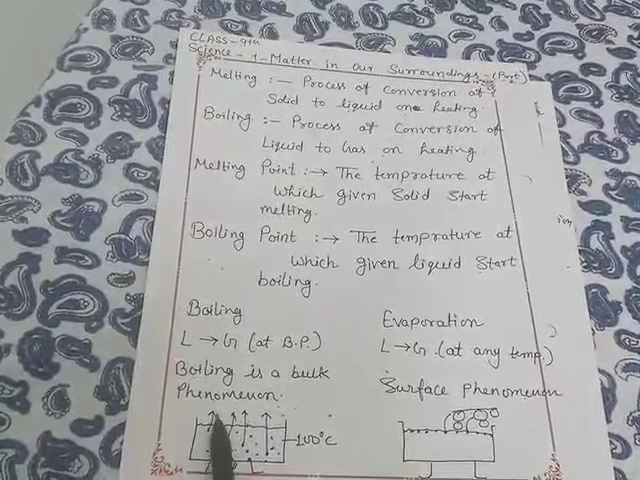 CLASS - 9th
Science - 1 - Matter in Our Surroundings - (Part 2)
Melting :— Process of conversion of
Solid to liquid one heating.
Boiling :- Process of Conversion of
Liquid to Gas on heating.
Melting Point :→ The temprature at
which given Solid Start
melting.
Boiling Point :→ The temprature at
which given liquid Start
boiling.
Boiling
L → G (at B.P.)
Boiling is a bulk
Phenomenon.
100°C
Evaporation
L → G. (at any temp.)
Surface Phenomenon